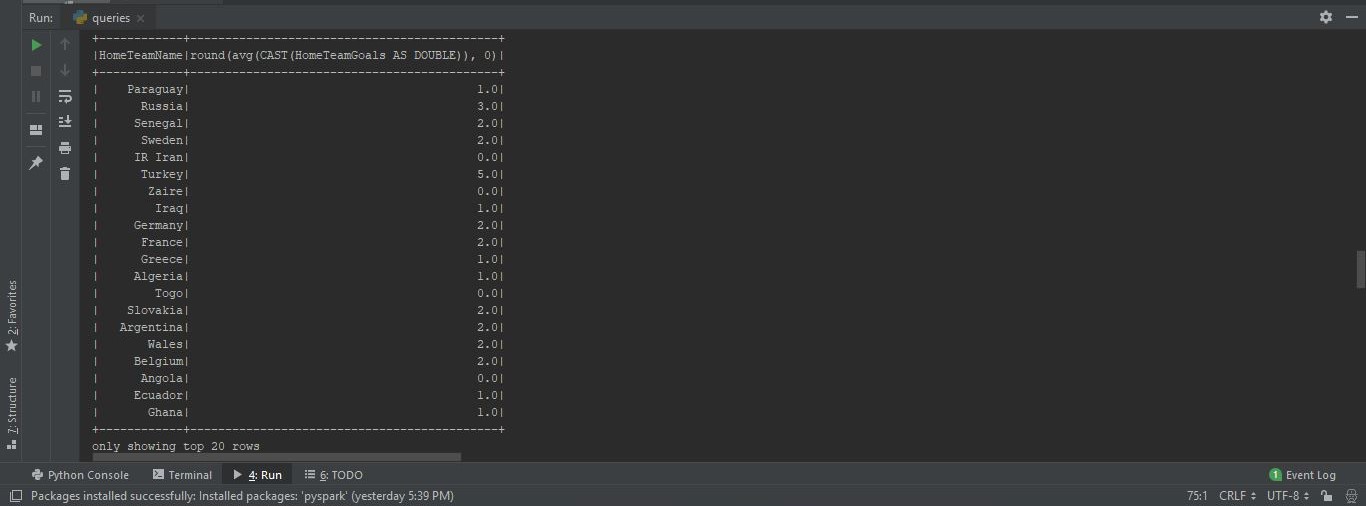 Run: queries
+------------+-------------------------------------------+
|HomeTeamName|round(avg(CAST(HomeTeamGoals AS DOUBLE)), 0)|
+------------+-------------------------------------------+
| Paraguay| 1.0|
| Russia| 3.0|
| Senegal| 2.0|
| Sweden| 2.0|
| IR Iran| 0.0|
| Turkey| 5.0|
| Zaire| 0.0|
| Iraq| 1.0|
| Germany| 2.0|
| France| 2.0|
| Greece| 1.0|
| Algeria| 1.0|
| Togo| 0.0|
| Slovakia| 2.0|
| Argentina| 2.0|
| Wales| 2.0|
| Belgium| 2.0|
| Angola| 0.0|
| Ecuador| 1.0|
| Ghana| 1.0|
+------------+-------------------------------------------+
only showing top 20 rows
2: Favorites
7: Structure
Python Console Terminal 4: Run 6: TODO 1 Event Log
Packages installed successfully: Installed packages: 'pyspark' (yesterday 5:39 PM) 75:1 CRLF UTF-8